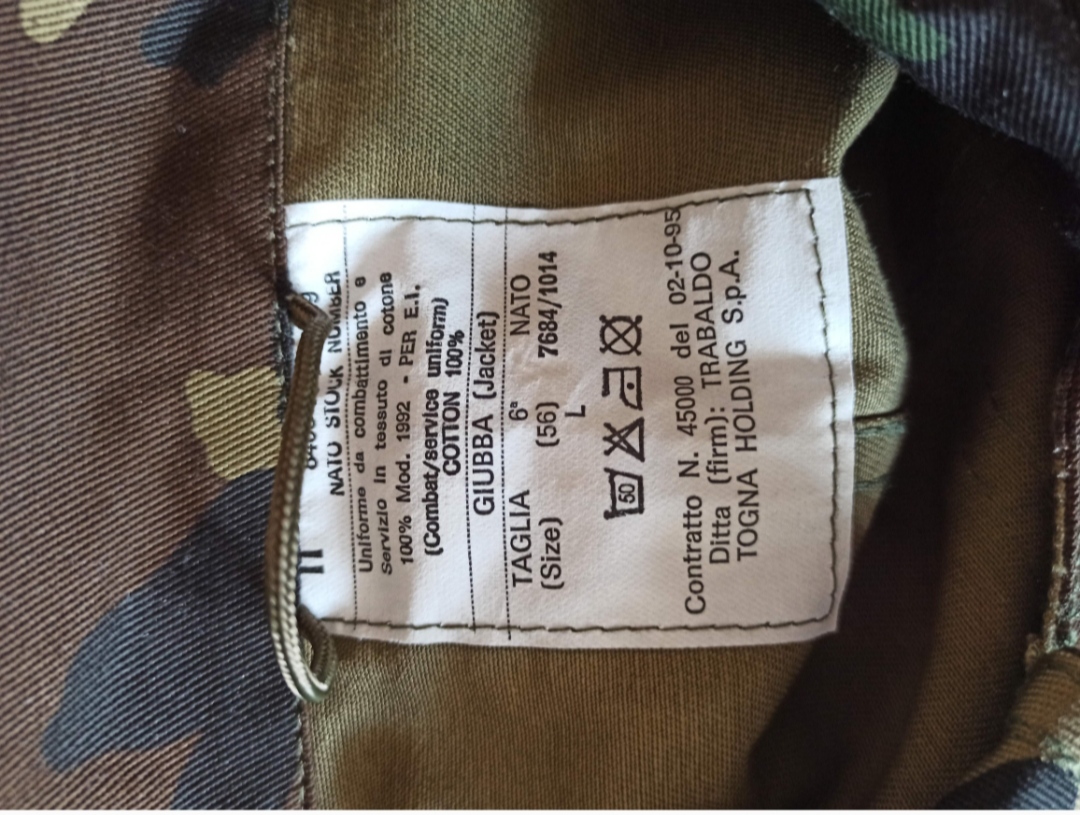 NATO STOCK NUMBER
Uniforme da combattimento e
servizio in tessuto di cotone
100% Mod. 1992 - PER E.I.
(Combat/service uniform)
COTTON 100%
GIUBBA (Jacket)
TAGLIA 6ª NATO
(Size) (56) 7684/1014
L
50
Contratto N. 45000 del 02-10-95
Ditta (firm): TRABALDO
TOGNA HOLDING S.p.A.